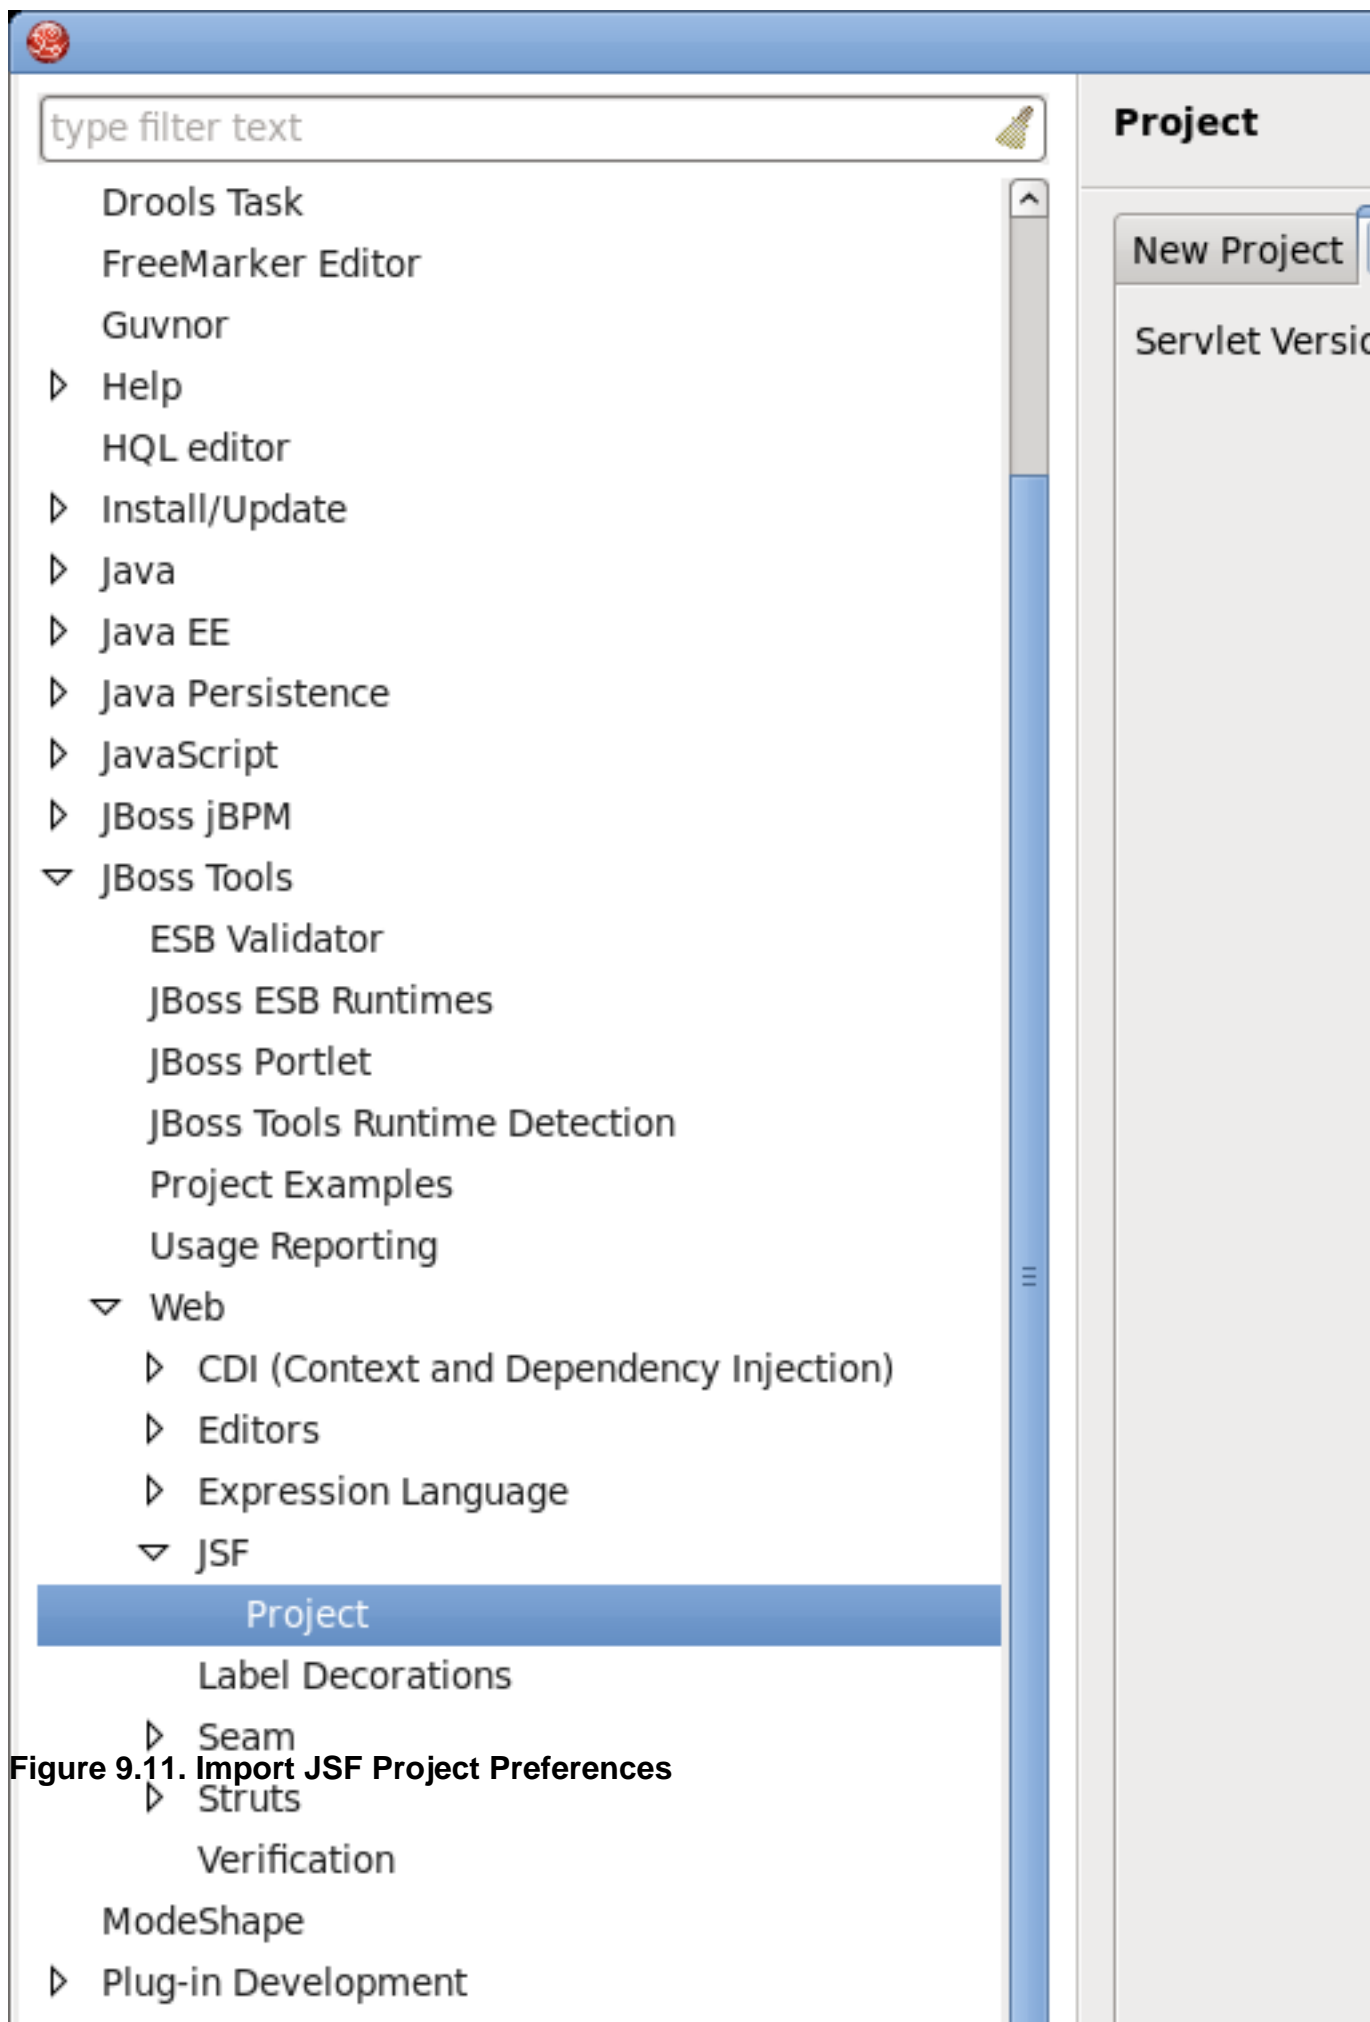 type filter text
Drools Task
FreeMarker Editor
Guvnor
Help
HQL editor
Install/Update
Java
Java EE
Java Persistence
JavaScript
JBoss jBPM
JBoss Tools
ESB Validator
JBoss ESB Runtimes
JBoss Portlet
JBoss Tools Runtime Detection
Project Examples
Usage Reporting
Web
CDI (Context and Dependency Injection)
Editors
Expression Language
JSF
Project
Label Decorations
Seam
Figure 9.11. Import JSF Project Preferences
Struts
Verification
ModeShape
Plug-in Development
Project
New Project
Servlet